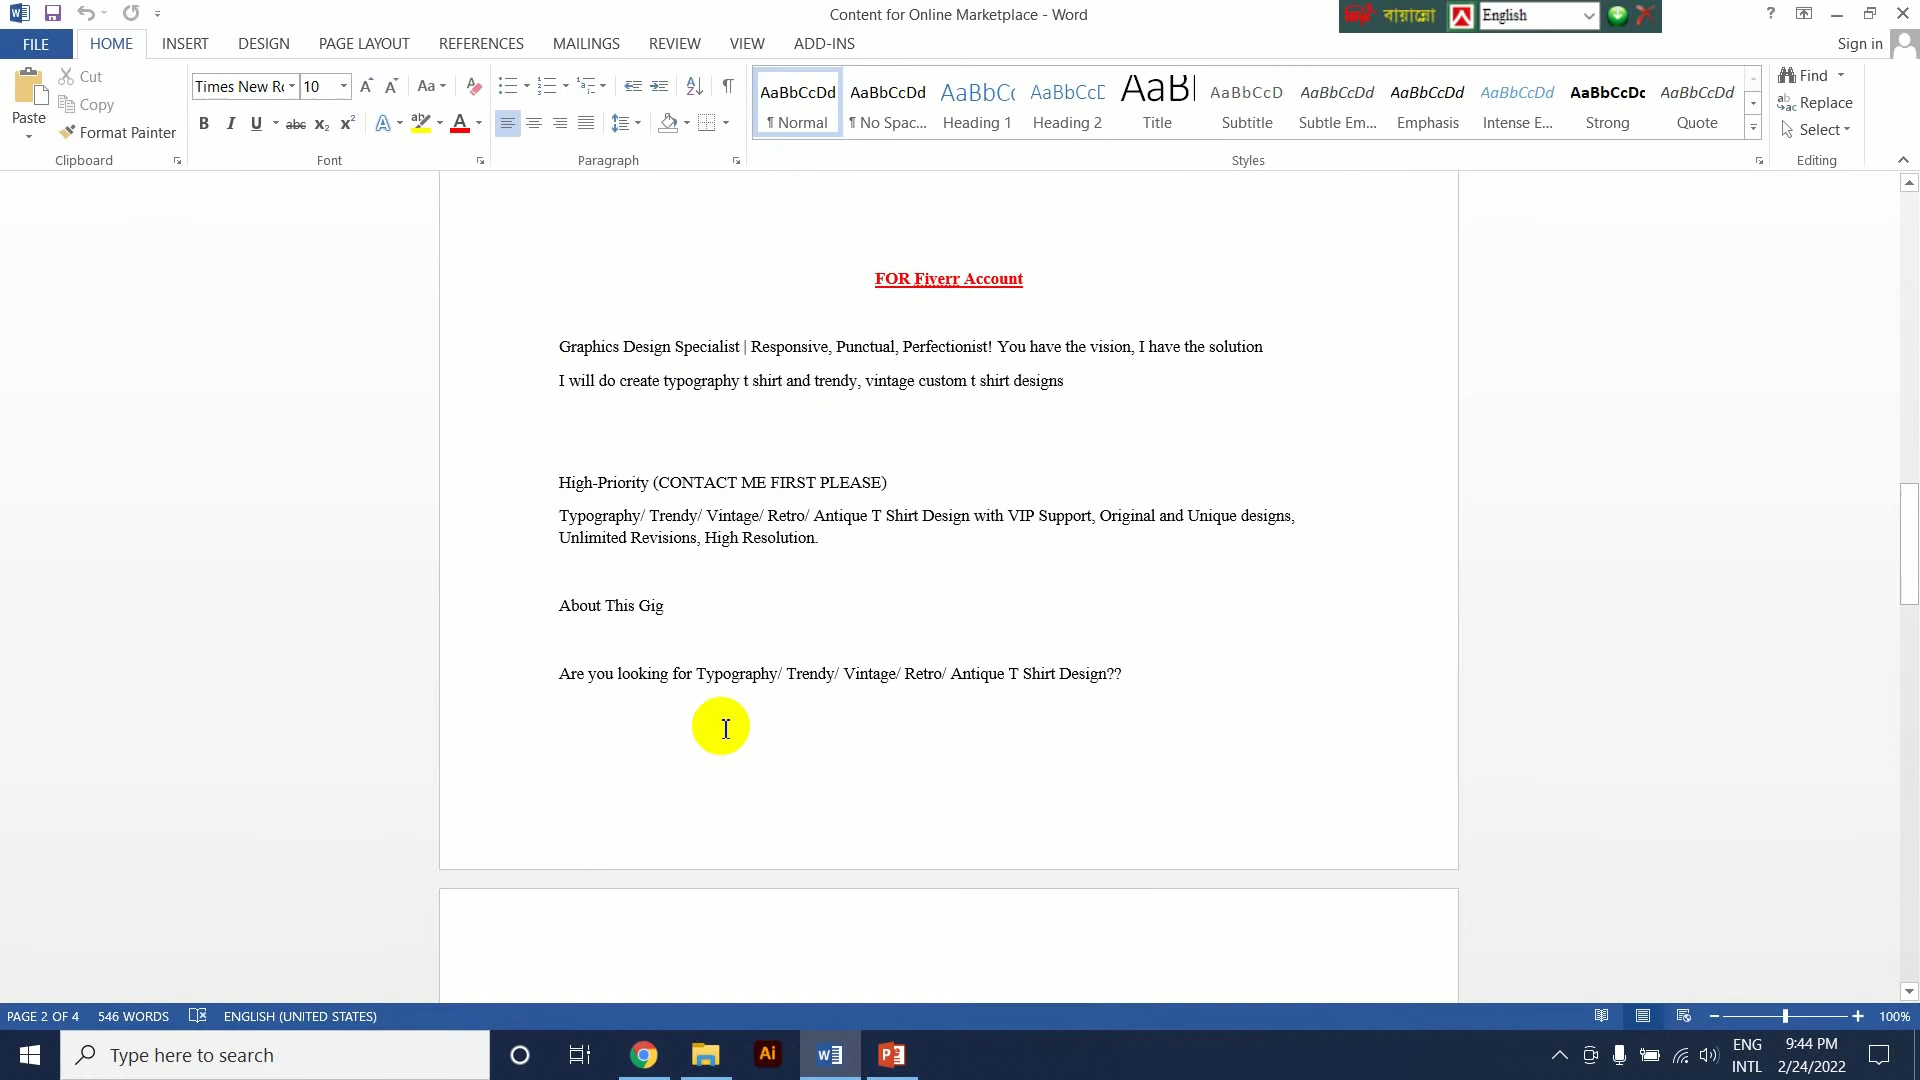 Content for Online Marketplace - Word
বায়ান্নো
English
FILE
HOME
INSERT
DESIGN
PAGE LAYOUT
REFERENCES
MAILINGS
REVIEW
VIEW
ADD-INS
Sign in
Paste
Cut
Copy
Format Painter
Clipboard
Times New Ro
10
Font
Paragraph
AaBbCcDd
¶ Normal
AaBbCcDd
¶ No Spac...
AaBbC(
Heading 1
AaBbCcC
Heading 2
AaBl
Title
AaBbCcD
Subtitle
AaBbCcDd
Subtle Em...
AaBbCcDd
Emphasis
AaBbCcDd
Intense E...
AaBbCcDc
Strong
AaBbCcDd
Quote
Styles
Find
Replace
Select
Editing
FOR Fiverr Account
Graphics Design Specialist | Responsive, Punctual, Perfectionist! You have the vision, I have the solution
I will do create typography t shirt and trendy, vintage custom t shirt designs
High-Priority (CONTACT ME FIRST PLEASE)
Typography/ Trendy/ Vintage/ Retro/ Antique T Shirt Design with VIP Support, Original and Unique designs,
Unlimited Revisions, High Resolution.
About This Gig
Are you looking for Typography/ Trendy/ Vintage/ Retro/ Antique T Shirt Design??
PAGE 2 OF 4
546 WORDS
ENGLISH (UNITED STATES)
100%
Type here to search
ENG
INTL
9:44 PM
2/24/2022